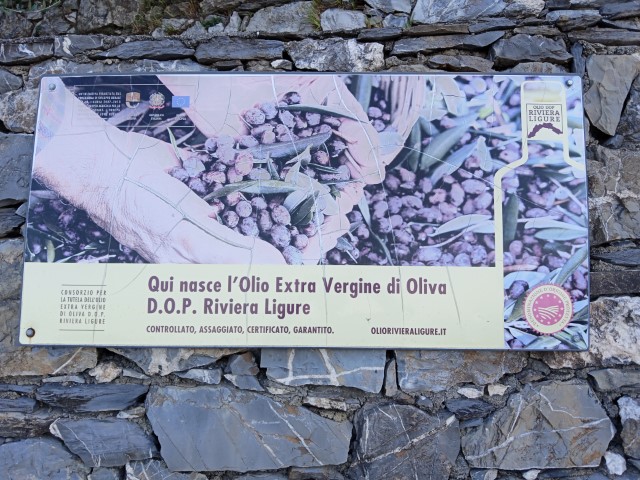 OLIO DOP
RIVIERA
LIGURE
Qui nasce l'Olio Extra Vergine di Oliva
D.O.P. Riviera Ligure
CONTROLLATO, ASSAGGIATO, CERTIFICATO, GARANTITO.
OLIORIVIERALIGURE.IT
CONSORZIO PER
LA TUTELA DELL'OLIO
EXTRA VERGINE
DI OLIVA D.O.P.
RIVIERA LIGURE